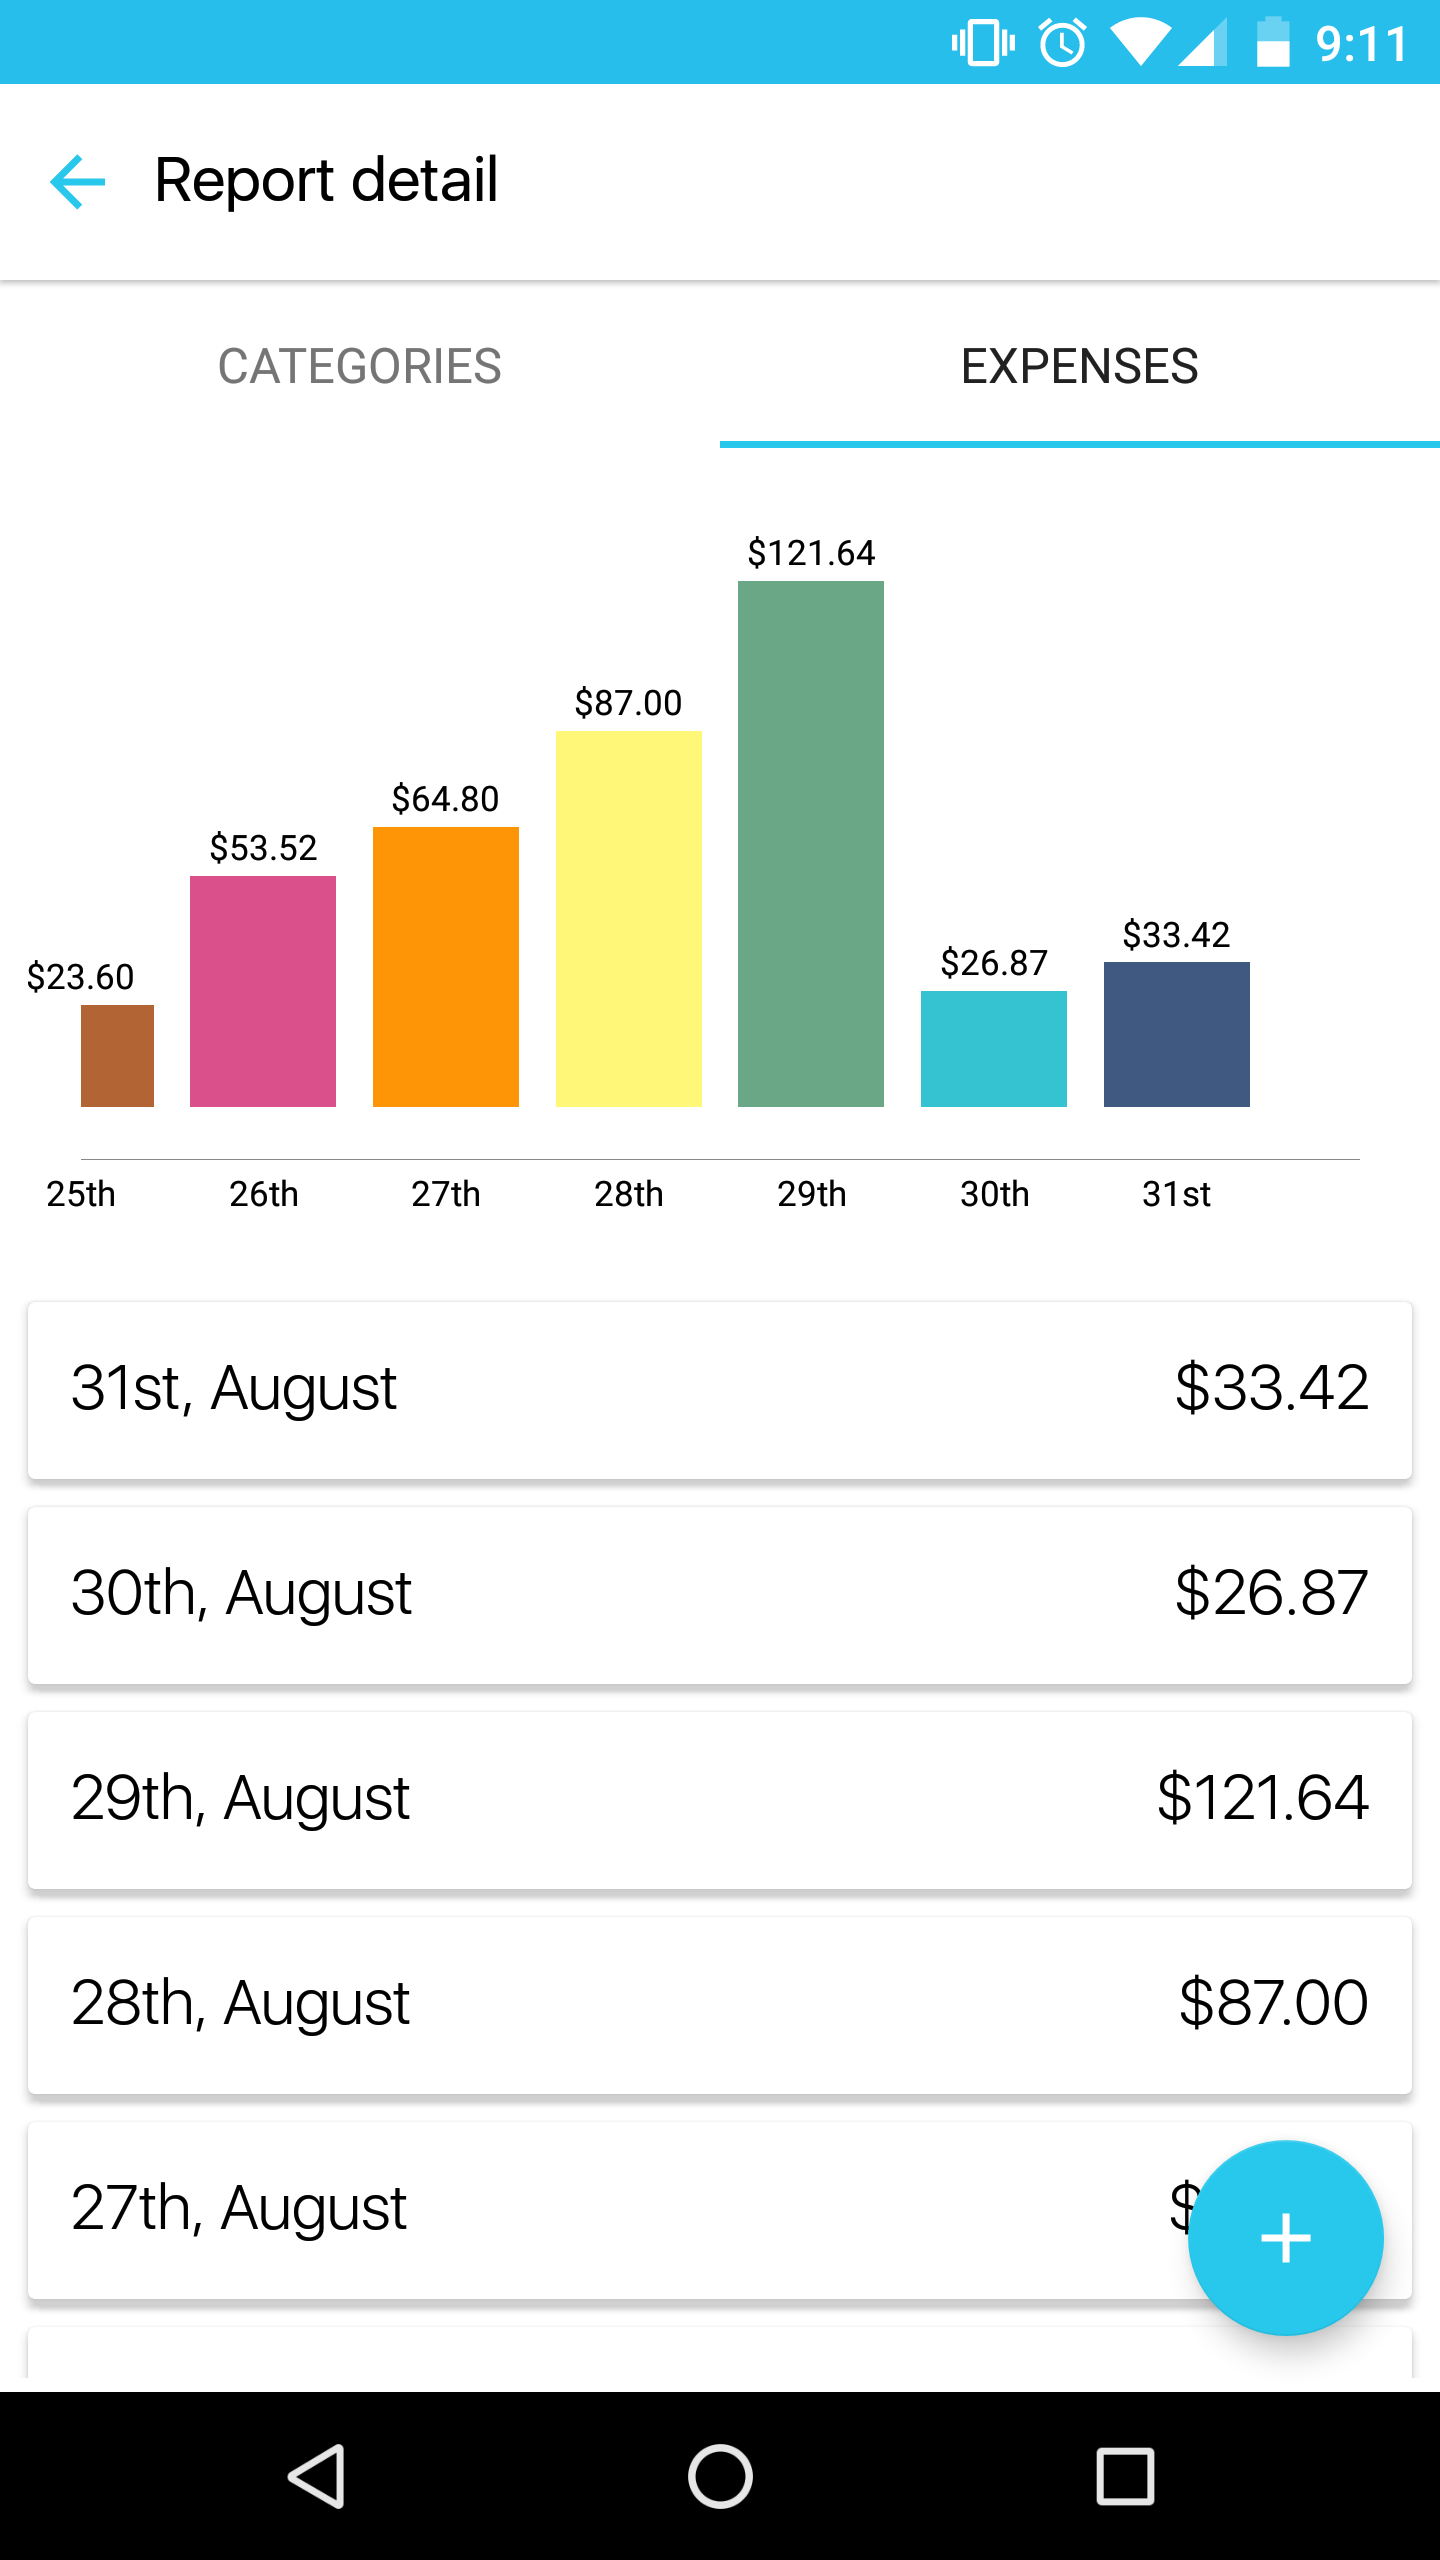 9:11
Report detail
CATEGORIES EXPENSES
$121.64
$87.00
$64.80
$53.52
$33.42
$26.87
$23.60
25th 26th 27th 28th 29th 30th 31st
31st, August $33.42
30th, August $26.87
29th, August $121.64
28th, August $87.00
27th, August $